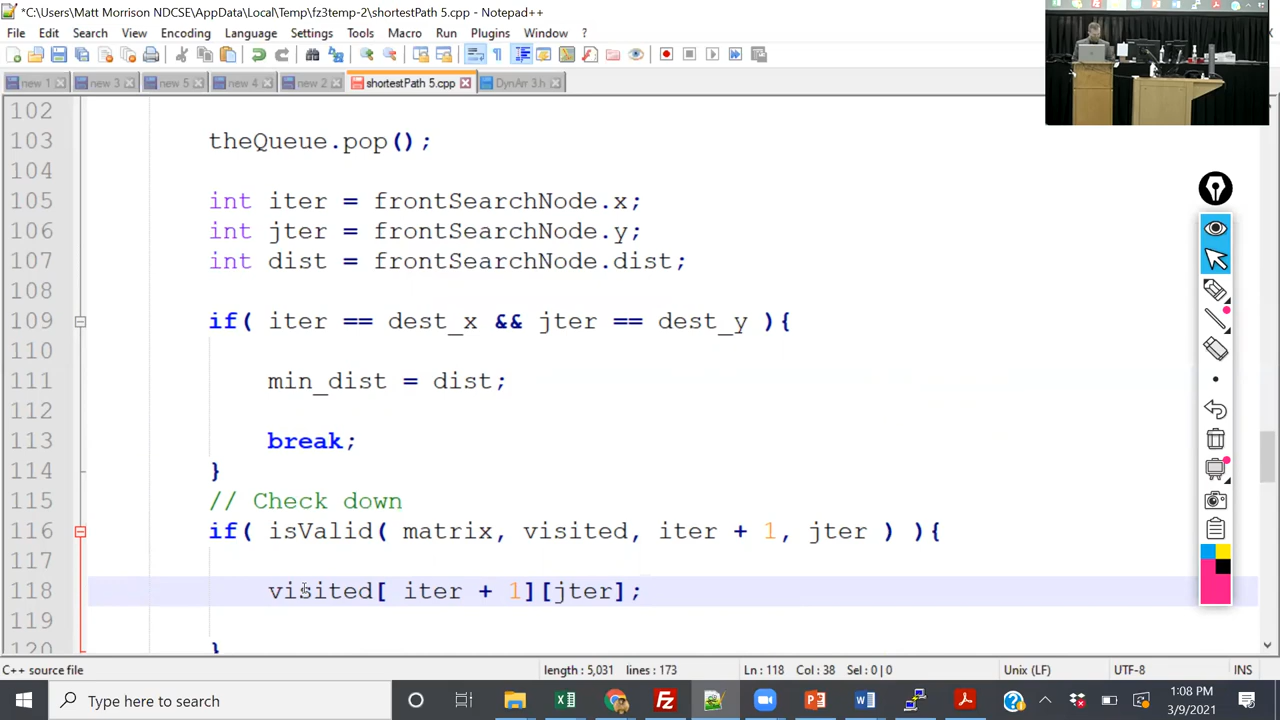 *C:\Users\Matt Morrison NDCSE\AppData\Local\Temp\fz3temp-2\shortestPath 5.cpp - Notepad++
File Edit Search View Encoding Language Settings Tools Macro Run Plugins Window ?
new 1 new 3 new 5 new 4 new 2 shortestPath 5.cpp DynArr 3.h
102
103 theQueue.pop();
104
105 int iter = frontSearchNode.x;
106 int jter = frontSearchNode.y;
107 int dist = frontSearchNode.dist;
108
109 if( iter == dest_x && jter == dest_y ){
110
111 min_dist = dist;
112
113 break;
114 }
115 // Check down
116 if( isValid( matrix, visited, iter + 1, jter ) ){
117
118 visited[ iter + 1][jter];
119
120 }
C++ source file length : 5,031 lines : 173 Ln : 118 Col : 38 Sel : 0 | 0 Unix (LF) UTF-8 INS
Type here to search
1:08 PM
3/9/2021